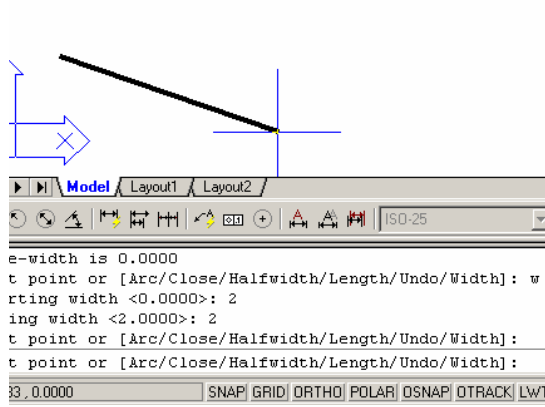 X
Model Layout1 Layout2
ISO-25
e-width is 0.0000
t point or [Arc/Close/Halfwidth/Length/Undo/Width]: w
rting width <0.0000>: 2
ing width <2.0000>: 2
t point or [Arc/Close/Halfwidth/Length/Undo/Width]:
t point or [Arc/Close/Halfwidth/Length/Undo/Width]:
33, 0.0000 SNAP GRID ORTHO POLAR OSNAP OTRACK LWT